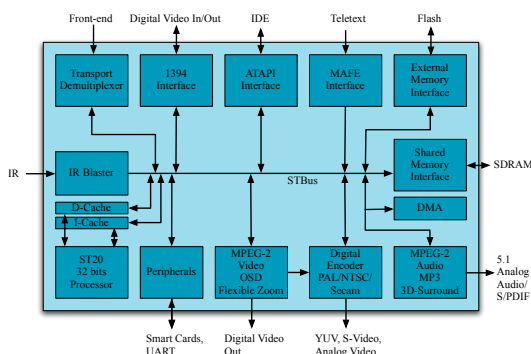 Front-end
Digital Video In/Out
IDE
Teletext
Flash
Transport
Demultiplexer
1394
Interface
ATAPI
Interface
MAFE
Interface
External
Memory
Interface
IR
IR Blaster
STBus
Shared
Memory
Interface
SDRAM
D-Cache
I-Cache
DMA
ST20
32 bits
Processor
Peripherals
MPEG-2
Video
OSD
Flexible Zoom
Digital
Encoder
PAL/NTSC/
Secam
MPEG-2
Audio
MP3
3D-Surround
5.1
Analog
Audio/
S/PDIF
Smart Cards,
UART
Digital Video
Out
YUV, S-Video,
Analog Video